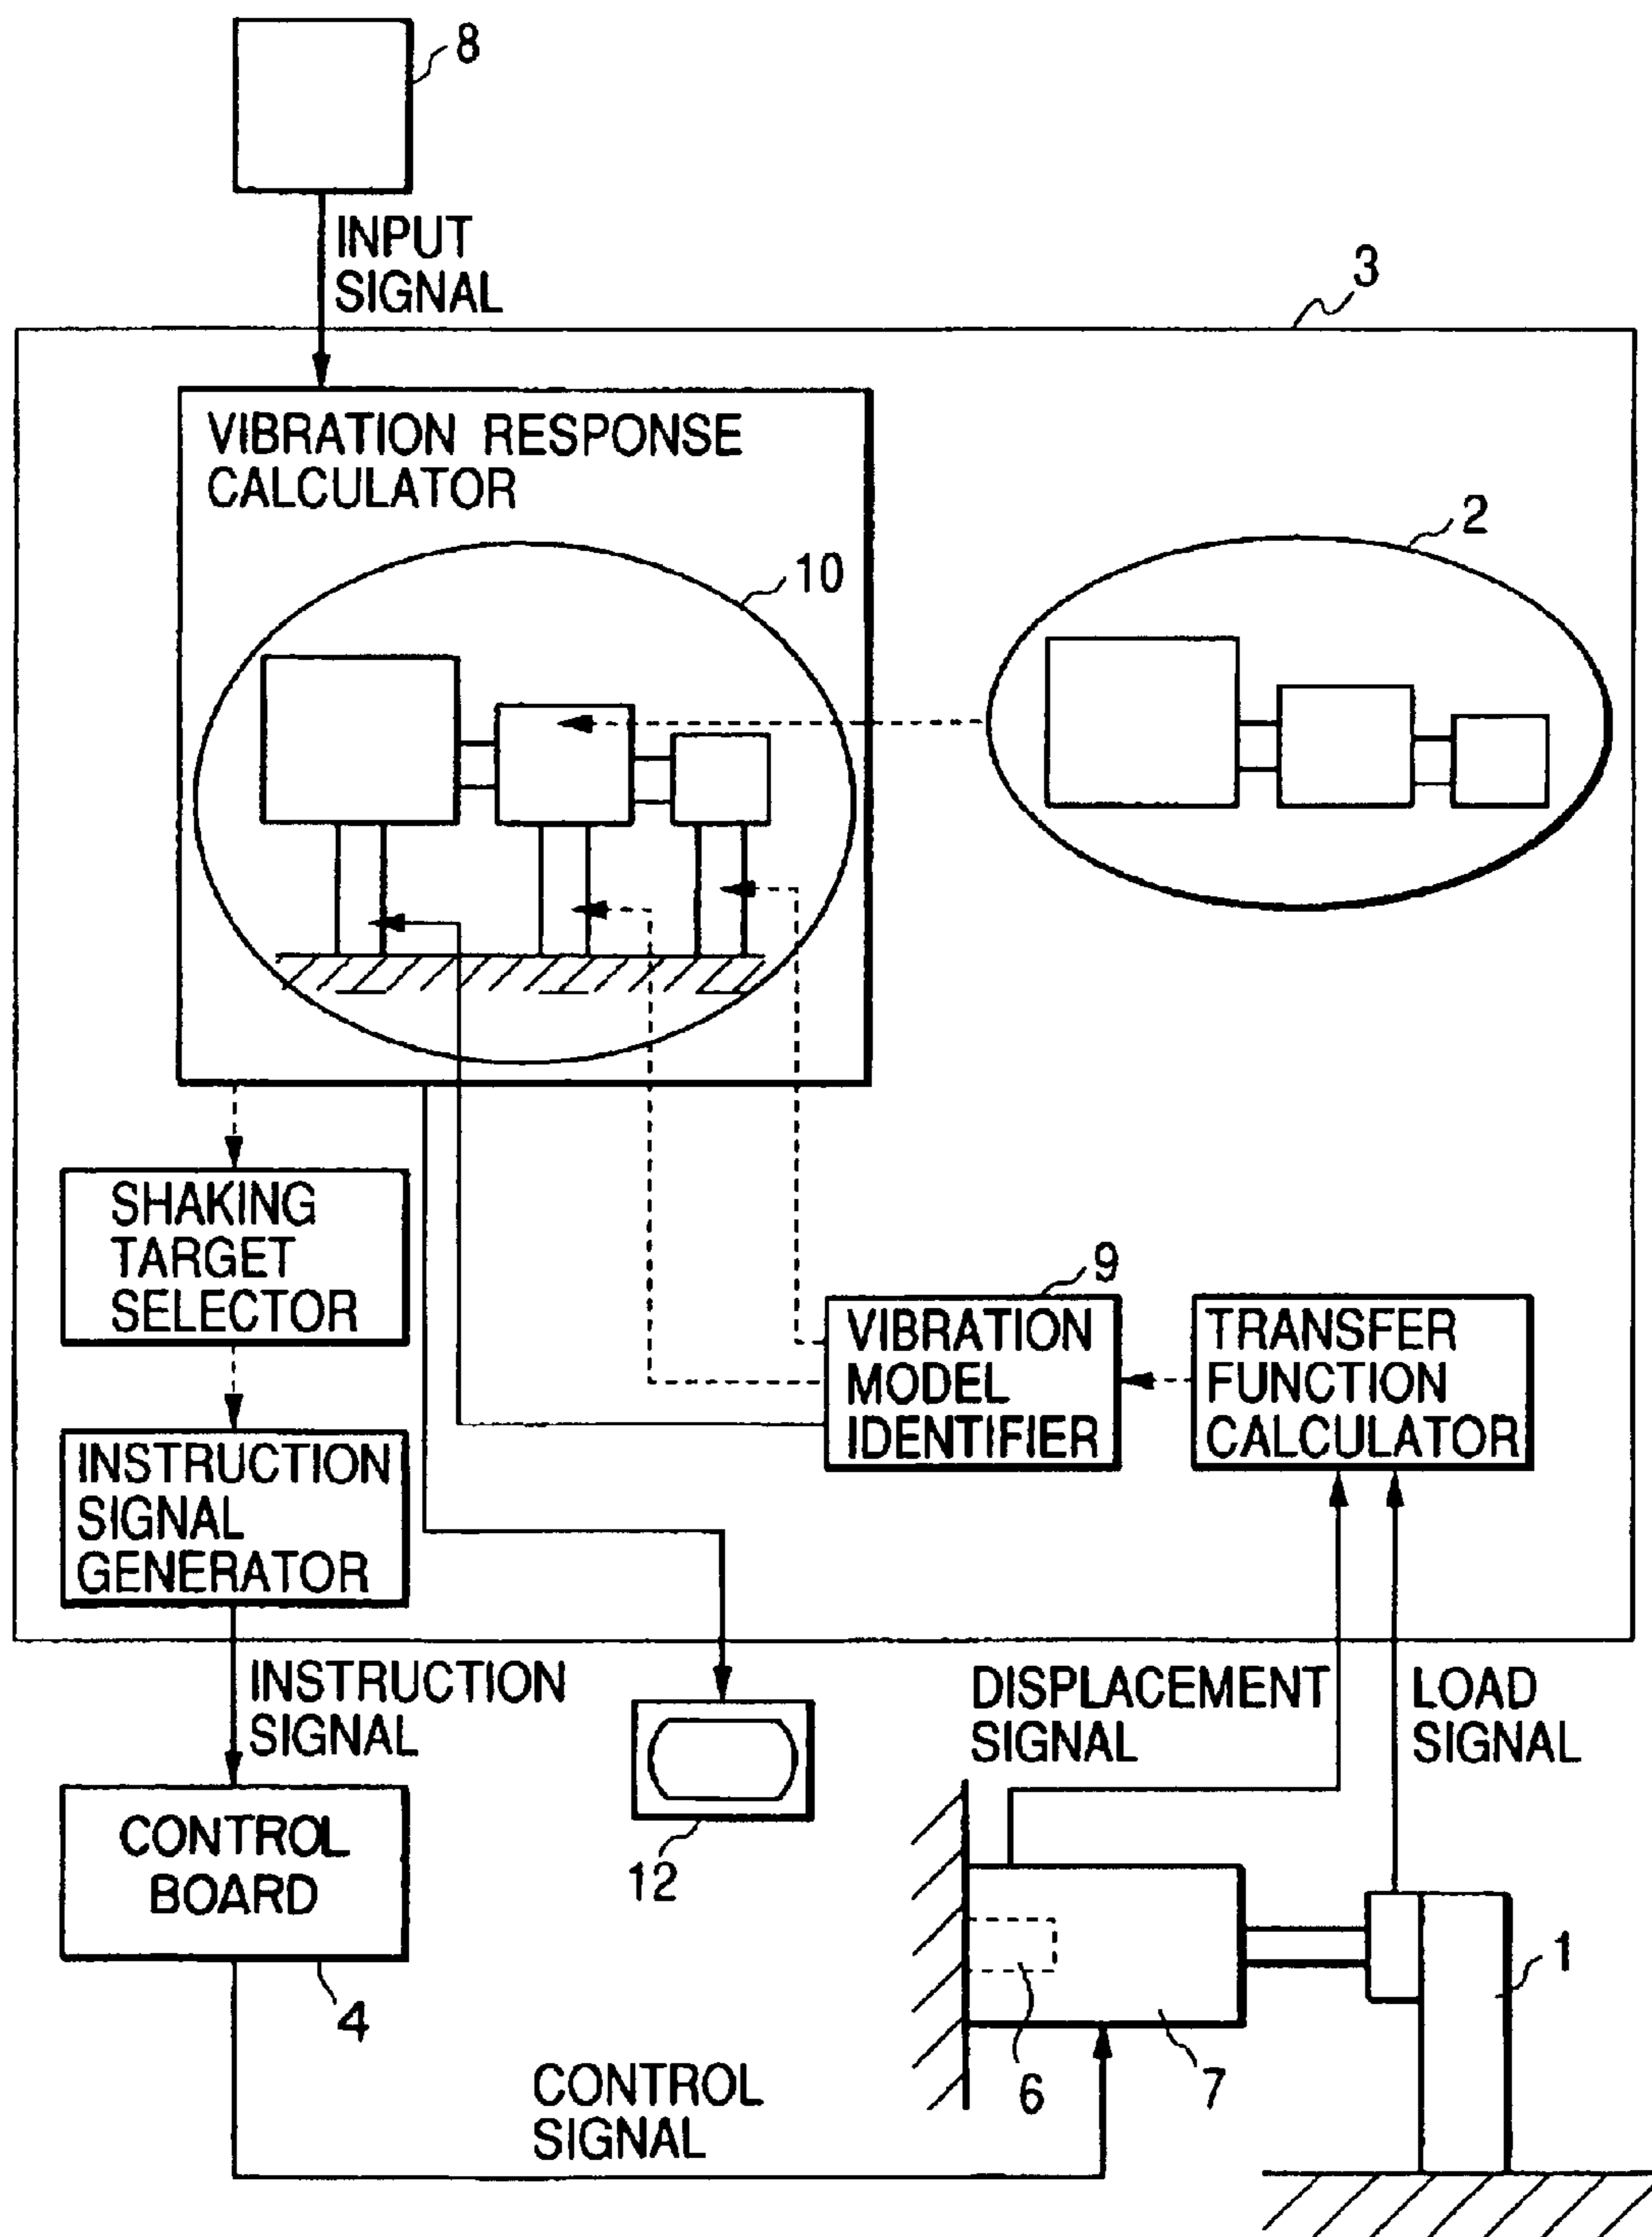 8
INPUT
SIGNAL
3
VIBRATION RESPONSE
CALCULATOR
2
10
SHAKING
TARGET
SELECTOR
9
VIBRATION
MODEL
IDENTIFIER
TRANSFER
FUNCTION
CALCULATOR
INSTRUCTION
SIGNAL
GENERATOR
INSTRUCTION
SIGNAL
DISPLACEMENT
SIGNAL
LOAD
SIGNAL
CONTROL
BOARD
12
1
4
6
7
CONTROL
SIGNAL